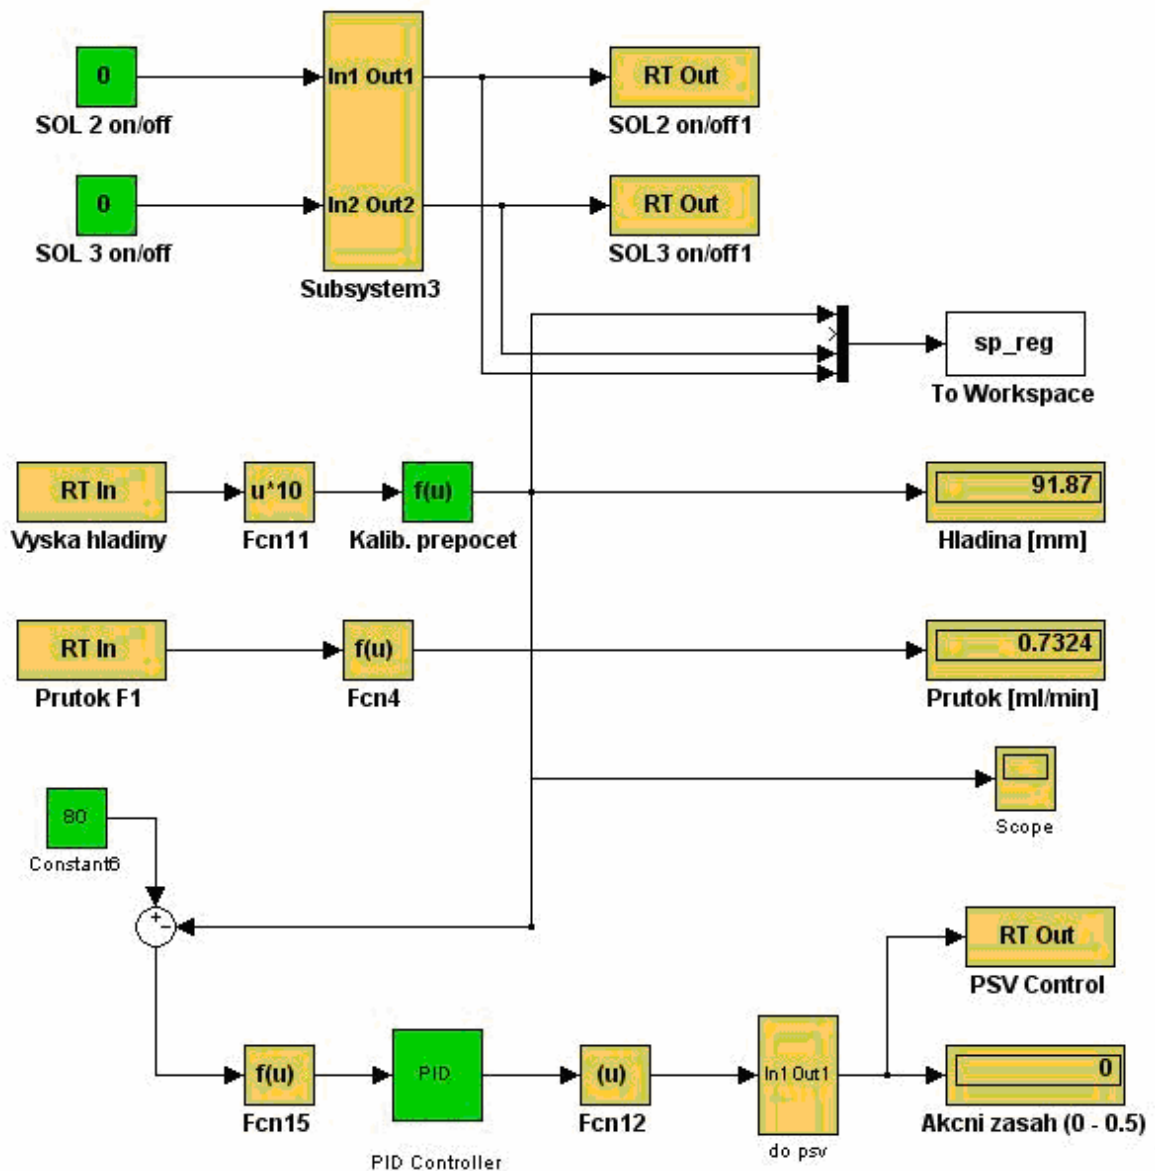 0
In1 Out1
RT Out
SOL 2 on/off
SOL2 on/off1
0
In2 Out2
RT Out
SOL 3 on/off
SOL3 on/off1
Subsystem3
sp_reg
To Workspace
RT In
u*10
f(u)
91.87
Vyska hladiny
Fcn11
Kalib. prepocet
Hladina [mm]
RT In
f(u)
0.7324
Prutok F1
Fcn4
Prutok [ml/min]
80
Scope
Constant6
+
−
RT Out
PSV Control
f(u)
PID
(u)
In1 Out1
0
Fcn15
Fcn12
Akcni zasah (0 - 0.5)
do psv
PID Controller